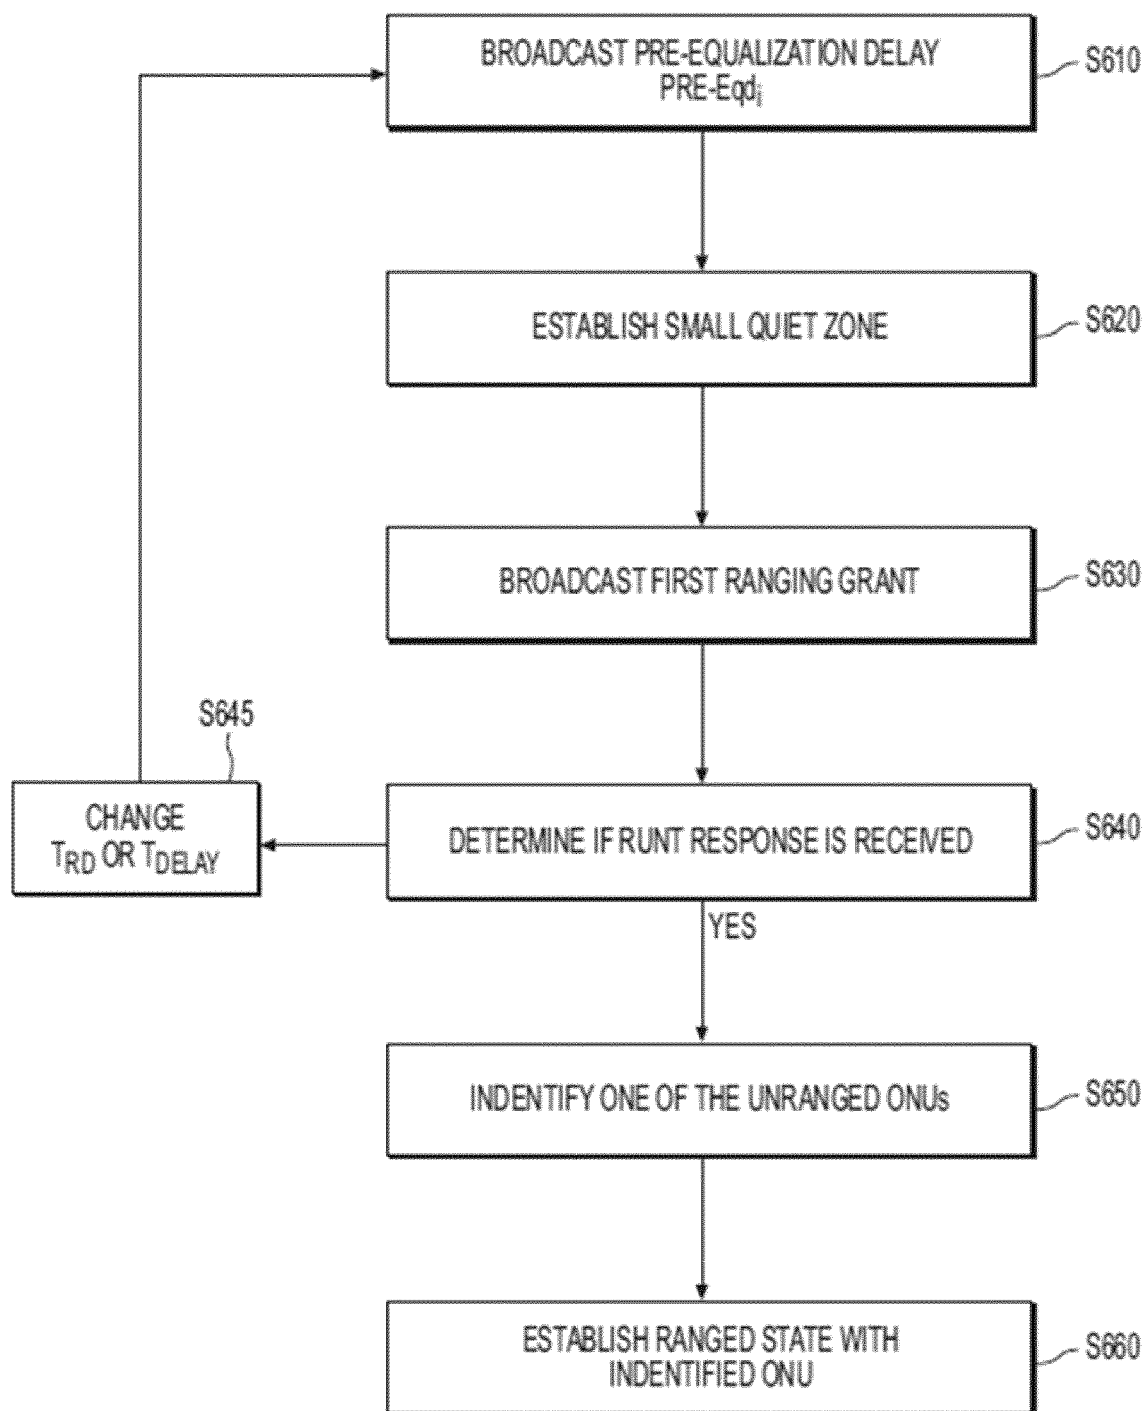 BROADCAST PRE-EQUALIZATION DELAY
PRE-Eqdi
S610
ESTABLISH SMALL QUIET ZONE
S620
BROADCAST FIRST RANGING GRANT
S630
S645
CHANGE
TRD OR TDELAY
DETERMINE IF RUNT RESPONSE IS RECEIVED
S640
YES
INDENTIFY ONE OF THE UNRANGED ONUs
S650
ESTABLISH RANGED STATE WITH
INDENTIFIED ONU
S660